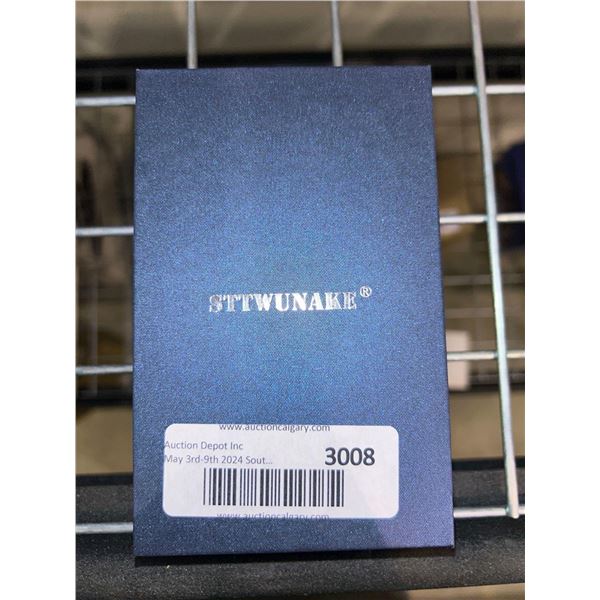 STTWUNAKE®
www.auctioncalgary.com
Auction Depot Inc
May 3rd-9th 2024 Sout...
3008
www.auctioncalgary.com